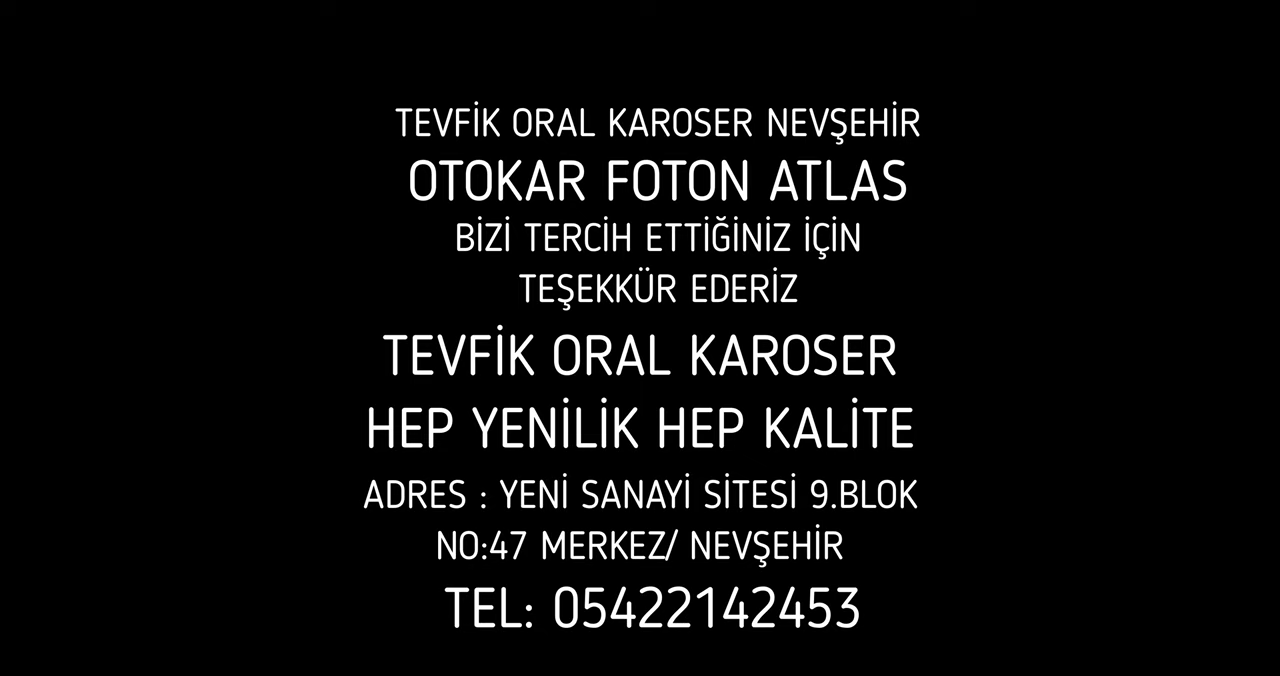 TEVFİK ORAL KAROSER NEVŞEHİR
OTOKAR FOTON ATLAS
BİZİ TERCİH ETTİĞİNİZ İÇİN
TEŞEKKÜR EDERİZ
TEVFİK ORAL KAROSER
HEP YENİLİK HEP KALİTE
ADRES : YENİ SANAYİ SİTESİ 9.BLOK
NO:47 MERKEZ/ NEVŞEHİR
TEL: 05422142453